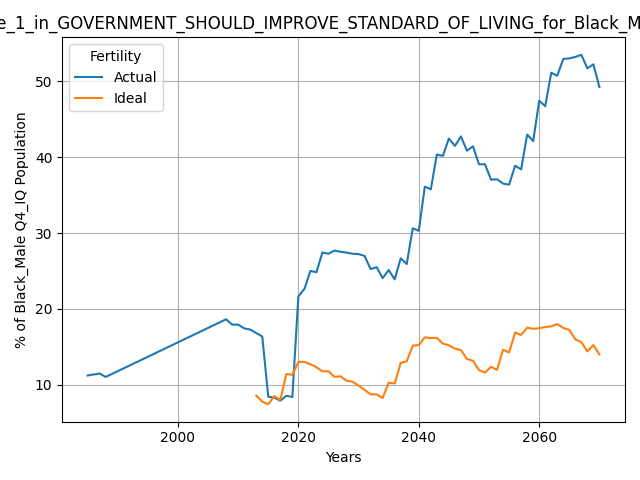 e_1_in_GOVERNMENT_SHOULD_IMPROVE_STANDARD_OF_LIVING_for_Black_M
Fertility
Actual
Ideal
50
40
30
20
10
% of Black_Male Q4_IQ Population
2000
2020
2040
2060
Years